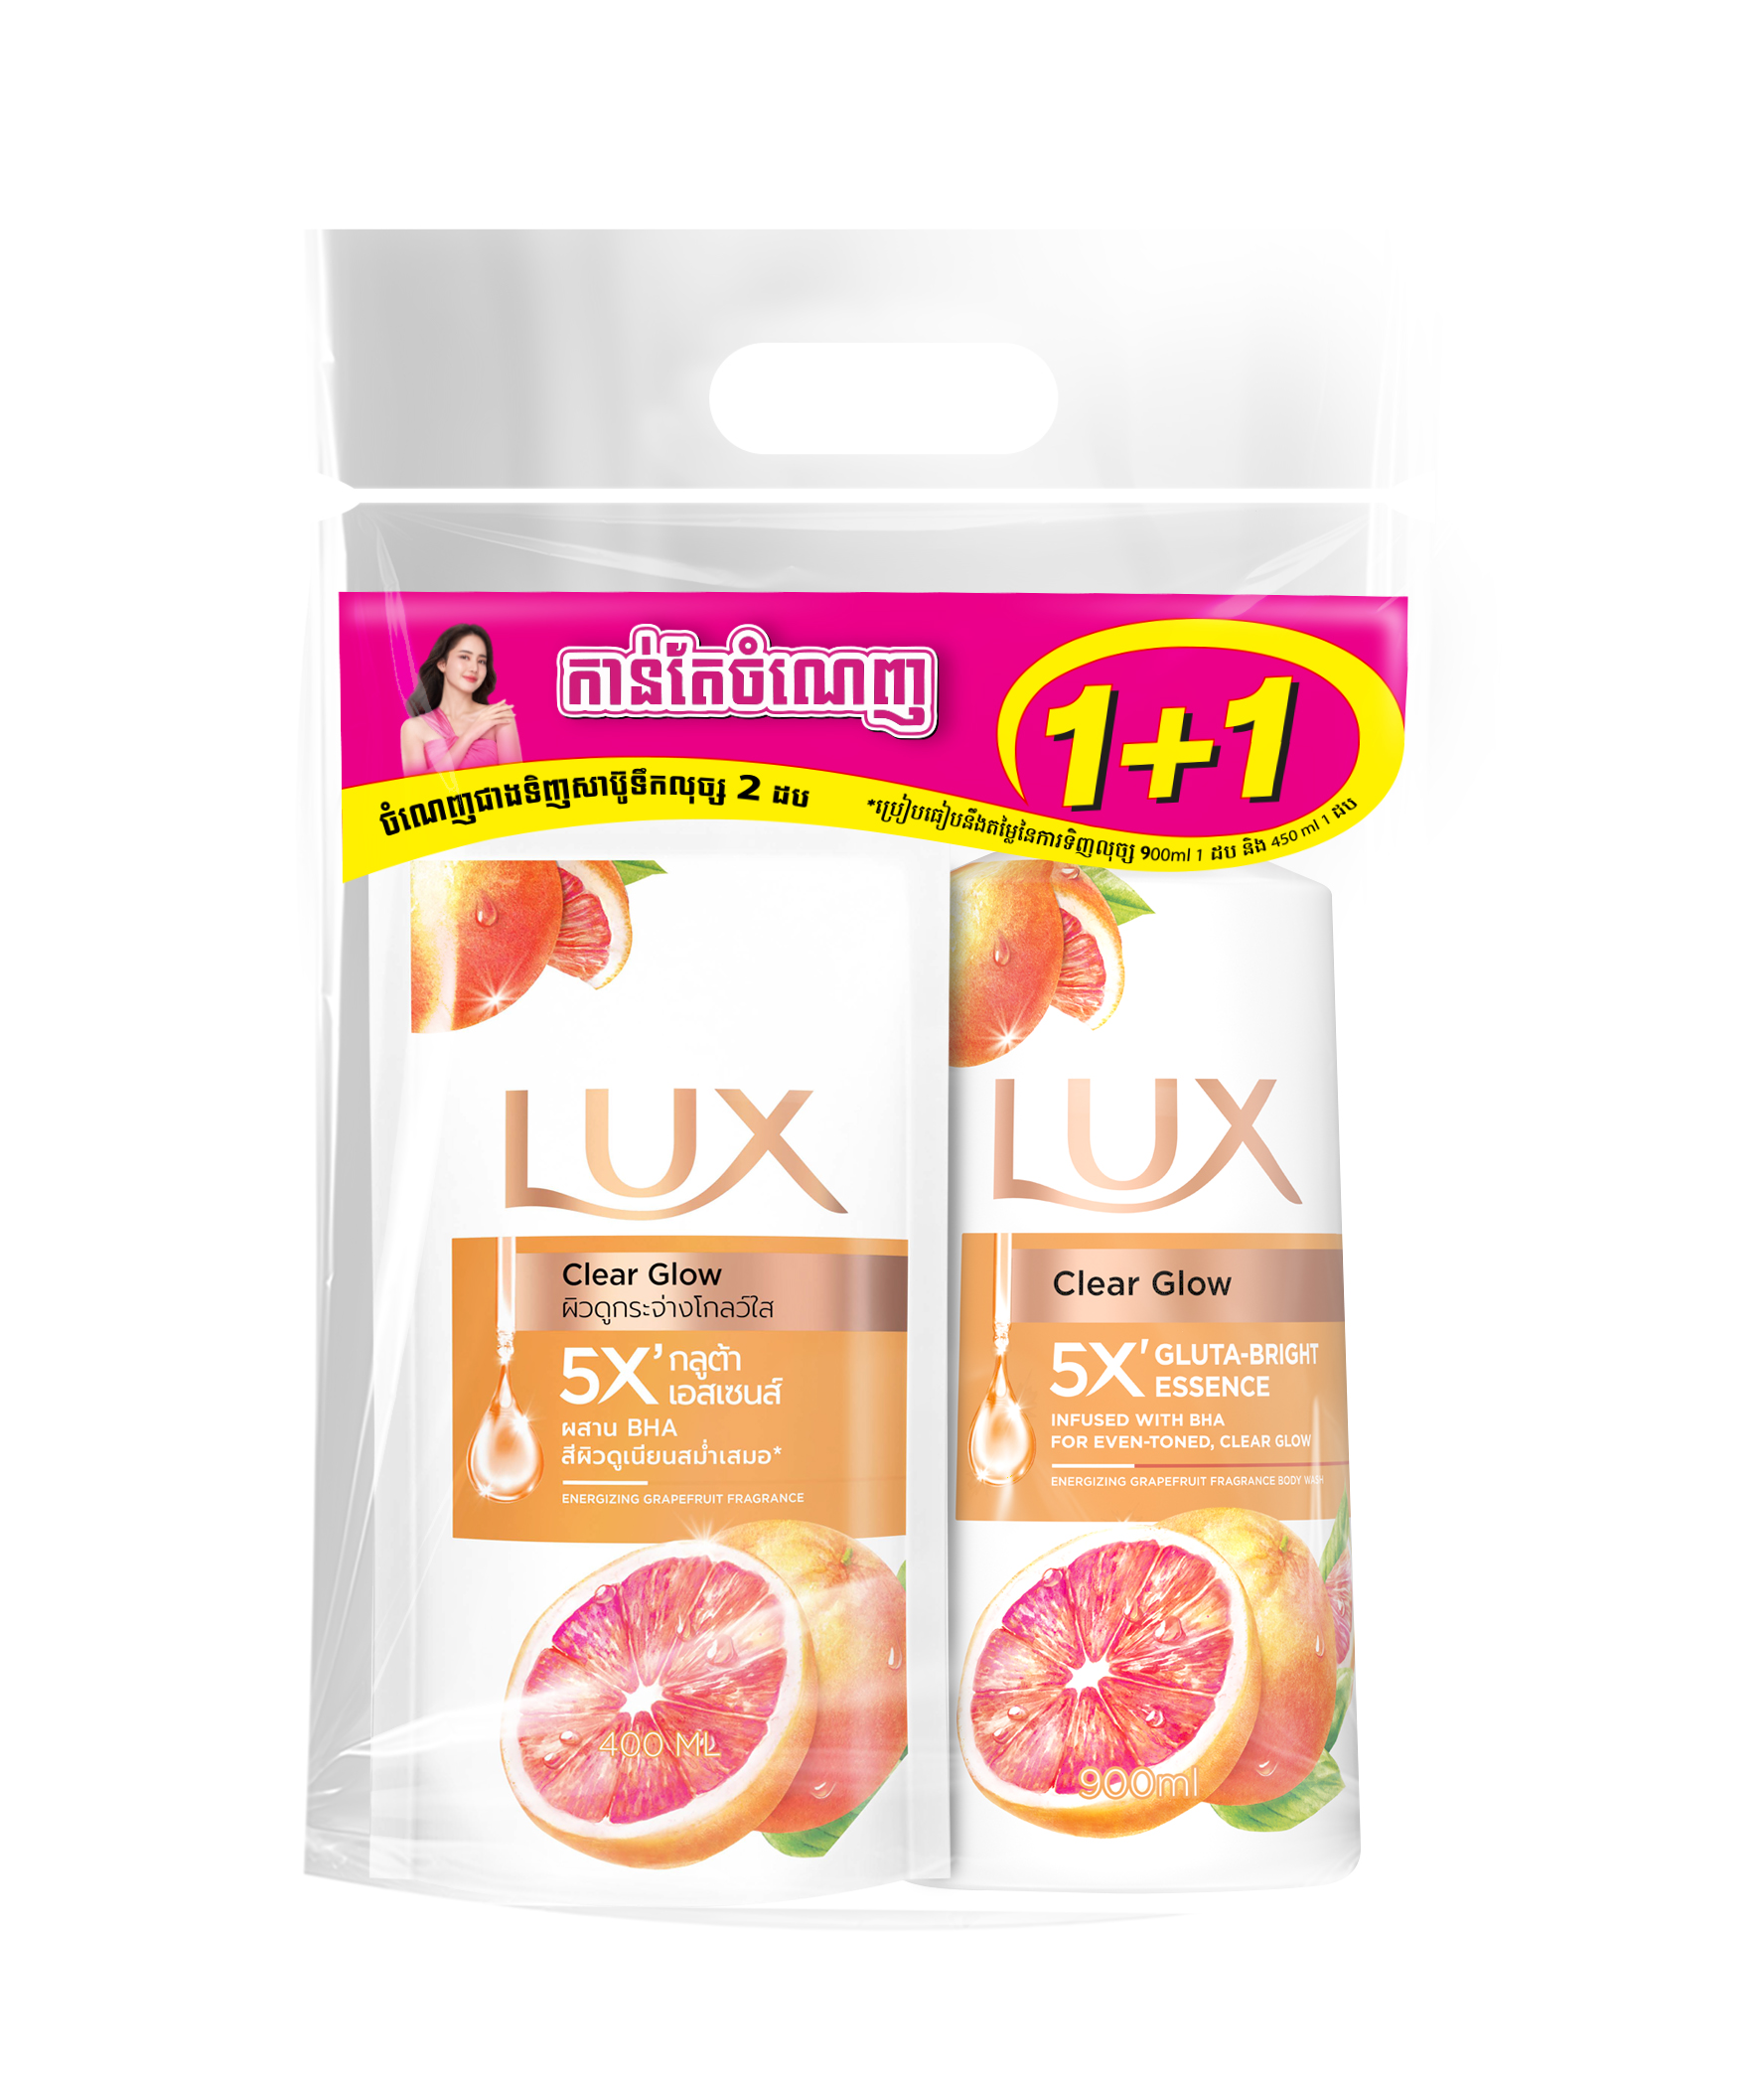 កាន់តែចំណេញ
1+1
ចំណេញជាងទិញសាប៊ូទឹកលុច្ស 2 ដប
*ប្រៀបធៀបនឹងតម្លៃនៃការទិញលុច្ស 900ml 1 ដប និង 450 ml 1 ដប
LUX
Clear Glow
ผิวดูกระจ่างโกลว์ใส
5X' กลูต้า
เอสเซนส์
ผสาน BHA
สีผิวดูเนียนสม่ำเสมอ*
ENERGIZING GRAPEFRUIT FRAGRANCE
400 ML
LUX
Clear Glow
5X' GLUTA-BRIGHT
ESSENCE
INFUSED WITH BHA
FOR EVEN-TONED, CLEAR GLOW
ENERGIZING GRAPEFRUIT FRAGRANCE BODY WASH
900ml